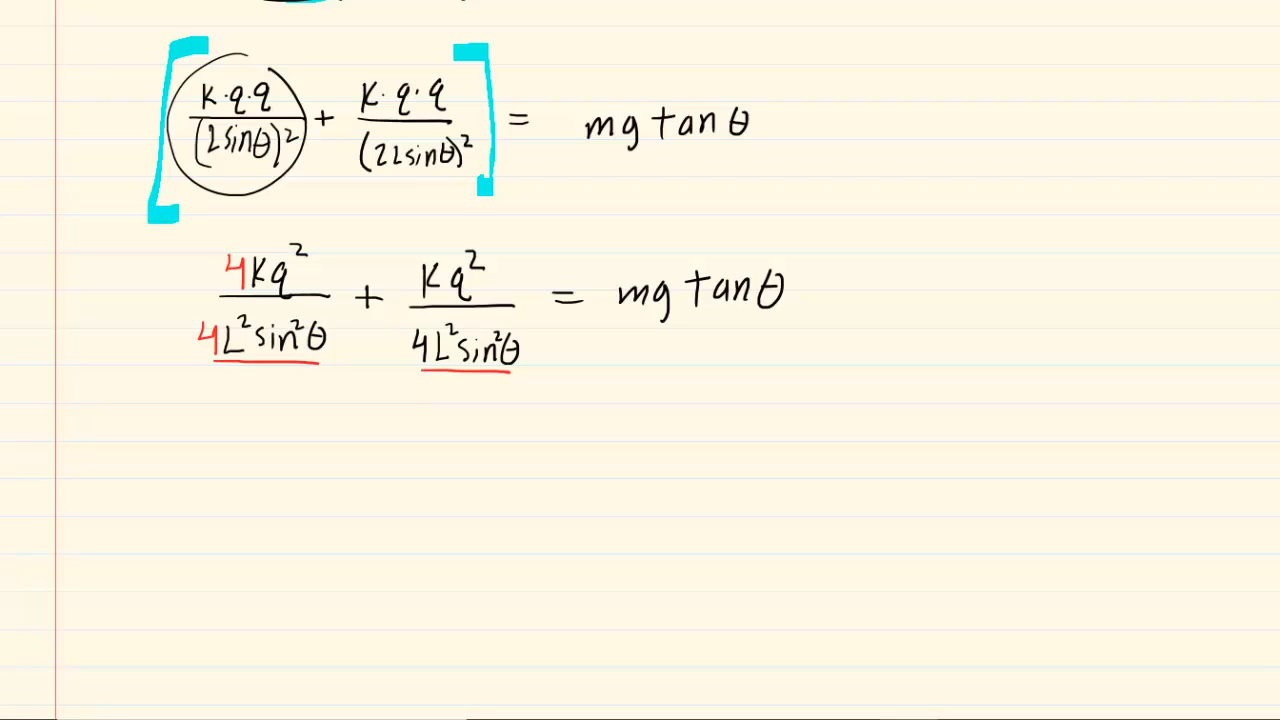 [ K·q·q / (Lsinθ)² + K·q·q / (2Lsinθ)² ] = mg tanθ
4Kq² / 4L²sin²θ + Kq² / 4L²sin²θ = mg tanθ